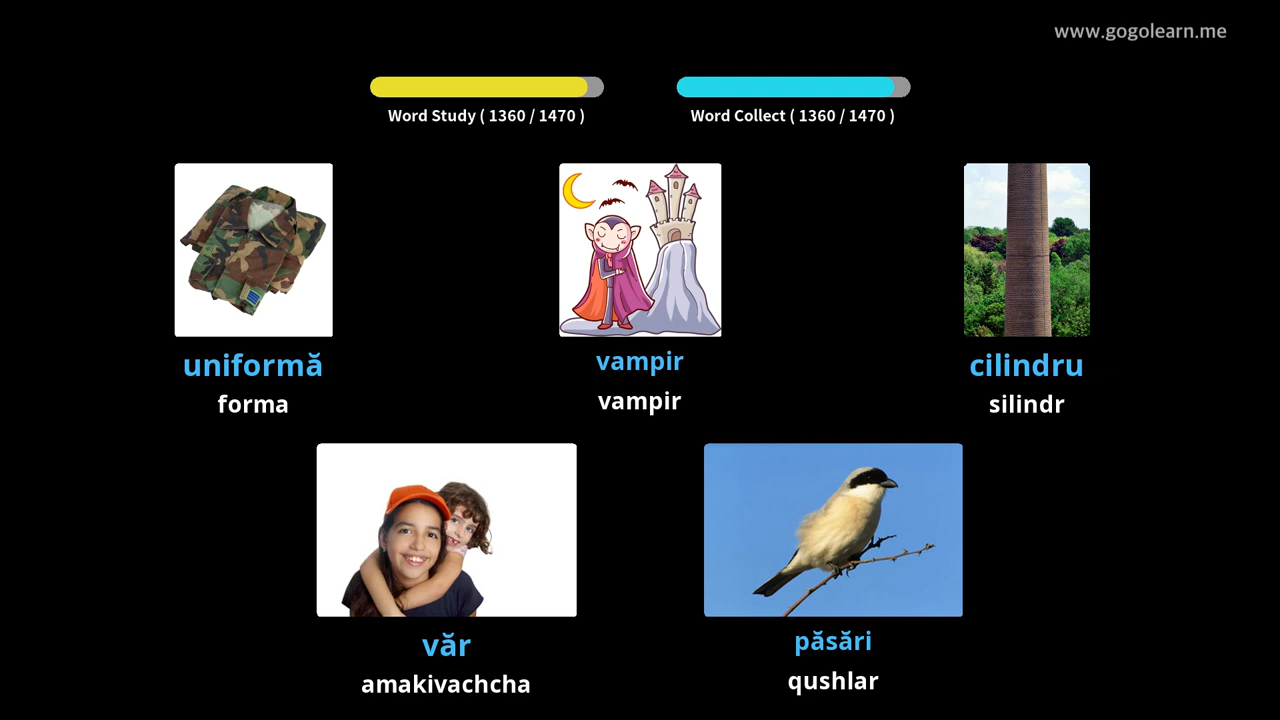 www.gogolearn.me
Word Study ( 1360 / 1470 )
Word Collect ( 1360 / 1470 )
uniformă
forma
vampir
vampir
cilindru
silindr
văr
amakivachcha
păsări
qushlar